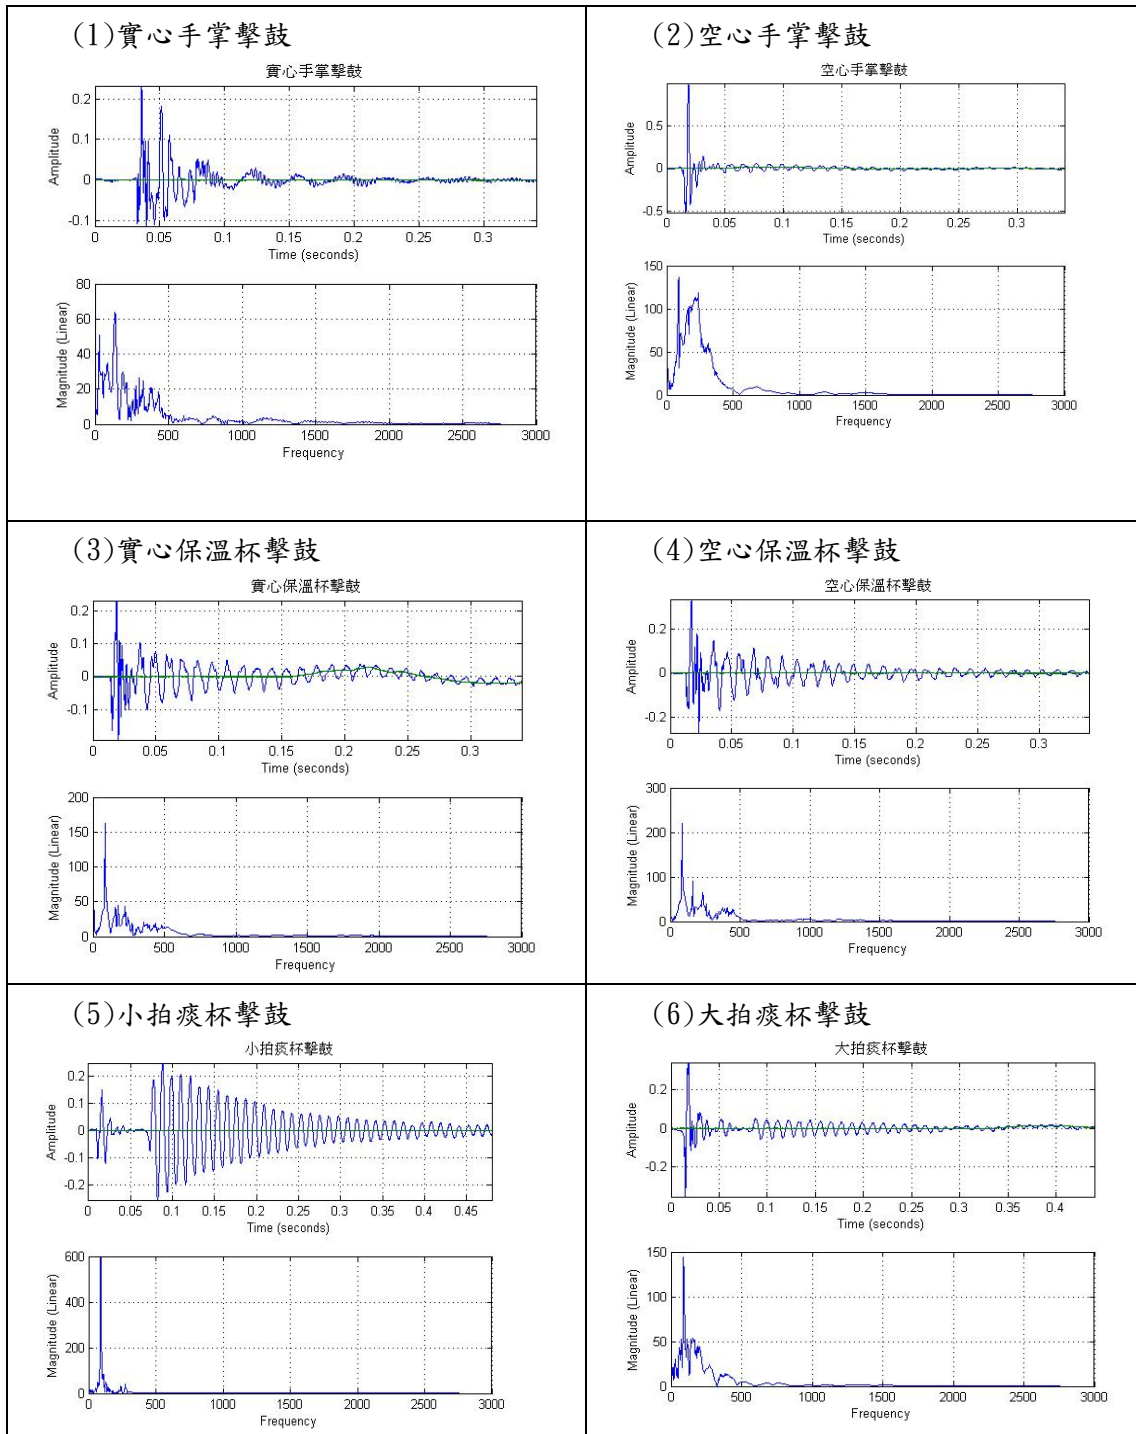 (1)實心手掌擊鼓
實心手掌擊鼓
0.2
0.1
0
-0.1
Amplitude
0 0.05 0.1 0.15 0.2 0.25 0.3
Time (seconds)
80
60
40
20
0
Magnitude (Linear)
0 500 1000 1500 2000 2500 3000
Frequency
(2)空心手掌擊鼓
空心手掌擊鼓
0.5
0
-0.5
Amplitude
0 0.05 0.1 0.15 0.2 0.25 0.3
Time (seconds)
150
100
50
0
Magnitude (Linear)
0 500 1000 1500 2000 2500 3000
Frequency
(3)實心保溫杯擊鼓
實心保溫杯擊鼓
0.2
0.1
0
-0.1
Amplitude
0 0.05 0.1 0.15 0.2 0.25 0.3
Time (seconds)
200
150
100
50
0
Magnitude (Linear)
0 500 1000 1500 2000 2500 3000
Frequency
(4)空心保溫杯擊鼓
空心保溫杯擊鼓
0.2
0
-0.2
Amplitude
0 0.05 0.1 0.15 0.2 0.25 0.3
Time (seconds)
300
200
100
0
Magnitude (Linear)
0 500 1000 1500 2000 2500 3000
Frequency
(5)小拍痰杯擊鼓
小拍痰杯擊鼓
0.2
0.1
0
-0.1
-0.2
Amplitude
0 0.05 0.1 0.15 0.2 0.25 0.3 0.35 0.4 0.45
Time (seconds)
600
400
200
0
Magnitude (Linear)
0 500 1000 1500 2000 2500 3000
Frequency
(6)大拍痰杯擊鼓
大拍痰杯擊鼓
0.2
0
-0.2
Amplitude
0 0.05 0.1 0.15 0.2 0.25 0.3 0.35 0.4
Time (seconds)
150
100
50
0
Magnitude (Linear)
0 500 1000 1500 2000 2500 3000
Frequency